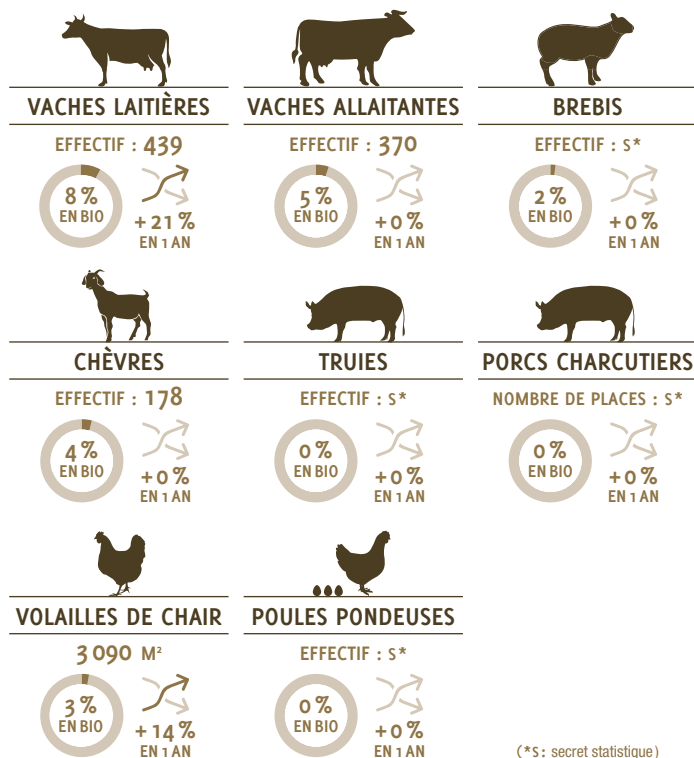 VACHES LAITIÈRES
EFFECTIF : 439
8 %
EN BIO
+ 21 %
EN 1 AN
VACHES ALLAITANTES
EFFECTIF : 370
5 %
EN BIO
+ 0 %
EN 1 AN
BREBIS
EFFECTIF : S*
2 %
EN BIO
+ 0 %
EN 1 AN
CHÈVRES
EFFECTIF : 178
4 %
EN BIO
+ 0 %
EN 1 AN
TRUIES
EFFECTIF : S*
0 %
EN BIO
+ 0 %
EN 1 AN
PORCS CHARCUTIERS
NOMBRE DE PLACES : S*
0 %
EN BIO
+ 0 %
EN 1 AN
VOLAILLES DE CHAIR
3 090 M²
3 %
EN BIO
+ 14 %
EN 1 AN
POULES PONDEUSES
EFFECTIF : S*
0 %
EN BIO
+ 0 %
EN 1 AN
(*S: secret statistique)